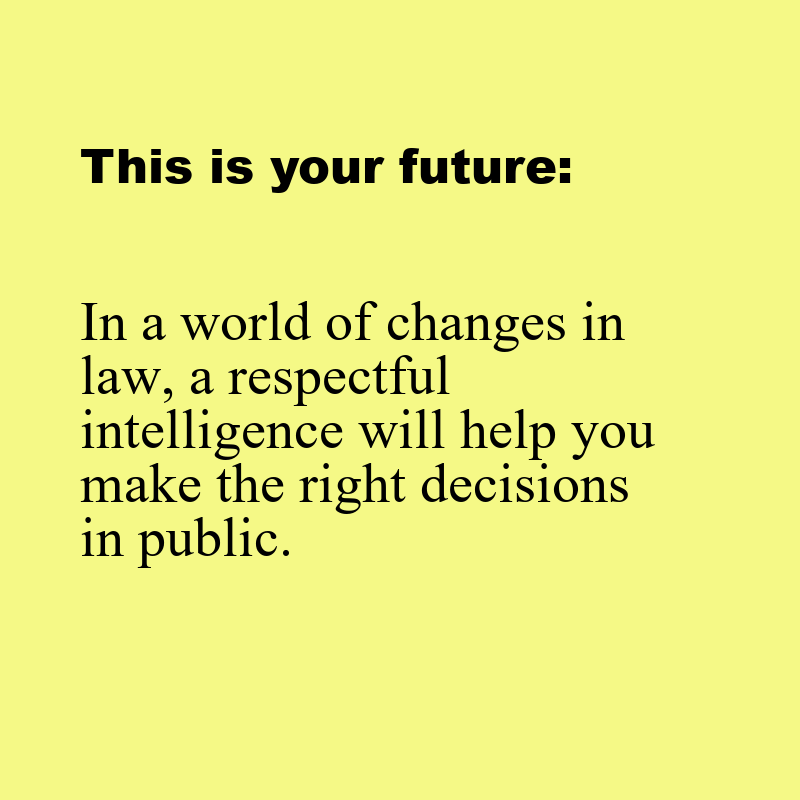 This is your future:
In a world of changes in
law, a respectful
intelligence will help you
make the right decisions
in public.